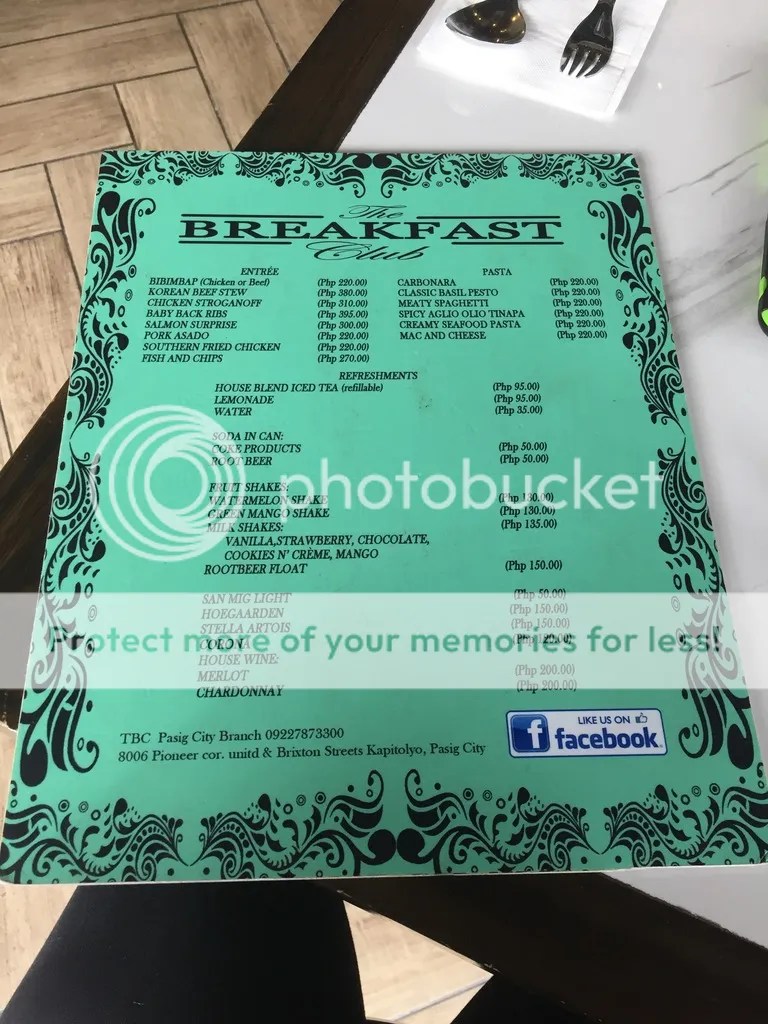 The
BREAKFAST
Club
ENTRÉE
BIBIMBAP (Chicken or Beef) (Php 220.00)
KOREAN BEEF STEW (Php 380.00)
CHICKEN STROGANOFF (Php 310.00)
BABY BACK RIBS (Php 395.00)
SALMON SURPRISE (Php 300.00)
PORK ASADO (Php 220.00)
SOUTHERN FRIED CHICKEN (Php 220.00)
FISH AND CHIPS (Php 270.00)
PASTA
CARBONARA (Php 220.00)
CLASSIC BASIL PESTO (Php 220.00)
MEATY SPAGHETTI (Php 220.00)
SPICY AGLIO OLIO TINAPA (Php 220.00)
CREAMY SEAFOOD PASTA (Php 220.00)
MAC AND CHEESE (Php 220.00)
REFRESHMENTS
HOUSE BLEND ICED TEA (refillable) (Php 95.00)
LEMONADE (Php 95.00)
WATER (Php 35.00)
SODA IN CAN:
COKE PRODUCTS (Php 50.00)
ROOT BEER (Php 50.00)
FRUIT SHAKES:
WATERMELON SHAKE (Php 130.00)
GREEN MANGO SHAKE (Php 130.00)
MILK SHAKES: (Php 135.00)
VANILLA,STRAWBERRY, CHOCOLATE,
COOKIES N' CRÈME, MANGO
ROOTBEER FLOAT (Php 150.00)
SAN MIG LIGHT (Php 50.00)
HOEGAARDEN (Php 150.00)
STELLA ARTOIS (Php 150.00)
CORONA (Php 120.00)
HOUSE WINE:
MERLOT (Php 200.00)
CHARDONNAY (Php 200.00)
TBC Pasig City Branch 09227873300
8006 Pioneer cor. unitd & Brixton Streets Kapitolyo, Pasig City
LIKE US ON
f facebook
photobucket
Protect more of your memories for less!